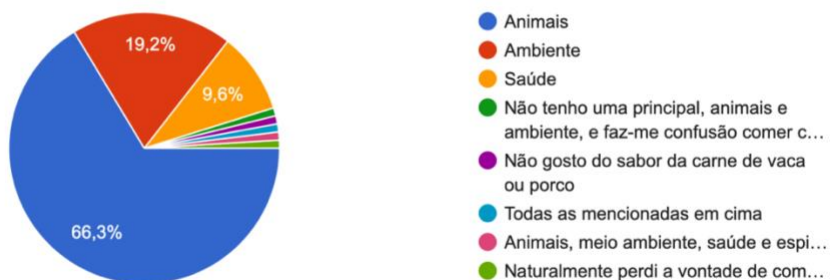 19,2%
9,6%
66,3%
Animais
Ambiente
Saúde
Não tenho uma principal, animais e
ambiente, e faz-me confusão comer c…
Não gosto do sabor da carne de vaca
ou porco
Todas as mencionadas em cima
Animais, meio ambiente, saúde e espi…
Naturalmente perdi a vontade de com…